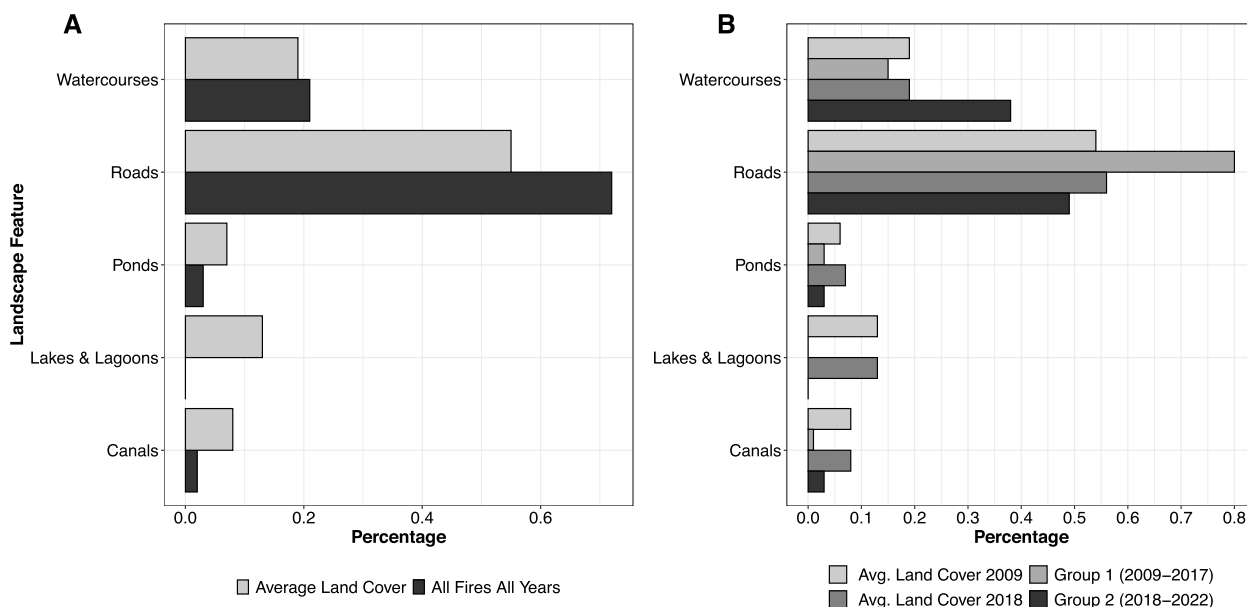 A
B
Landscape Feature
Watercourses
Roads
Ponds
Lakes & Lagoons
Canals
0.0 0.2 0.4 0.6
Percentage
Average Land Cover All Fires All Years
Watercourses
Roads
Ponds
Lakes & Lagoons
Canals
0.0 0.1 0.2 0.3 0.4 0.5 0.6 0.7 0.8
Percentage
Avg. Land Cover 2009 Group 1 (2009−2017)
Avg. Land Cover 2018 Group 2 (2018−2022)